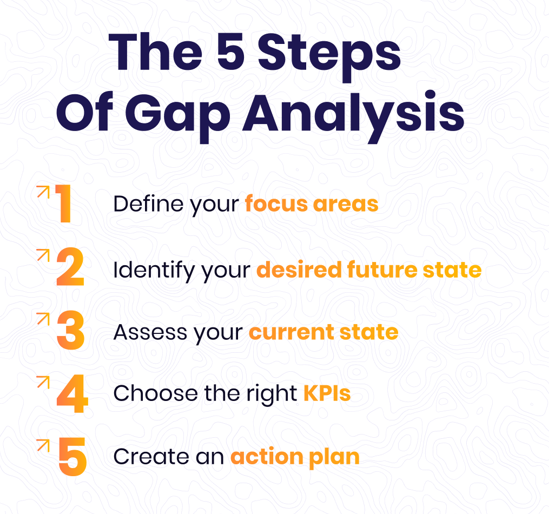 The 5 Steps
Of Gap Analysis
1 Define your focus areas
2 Identify your desired future state
3 Assess your current state
4 Choose the right KPIs
5 Create an action plan